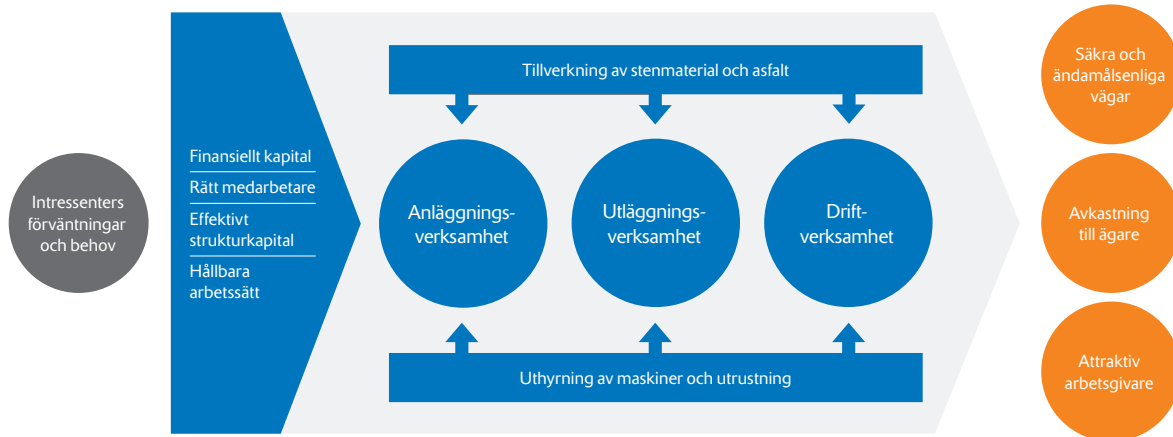 Intressenters
förväntningar
och behov
Finansiellt kapital
Rätt medarbetare
Effektivt
strukturkapital
Hållbara
arbetssätt
Tillverkning av stenmaterial och asfalt
Anläggnings-
verksamhet
Utläggnings-
verksamhet
Drift-
verksamhet
Uthyrning av maskiner och utrustning
Säkra och
ändamålsenliga
vägar
Avkastning
till ägare
Attraktiv
arbetsgivare